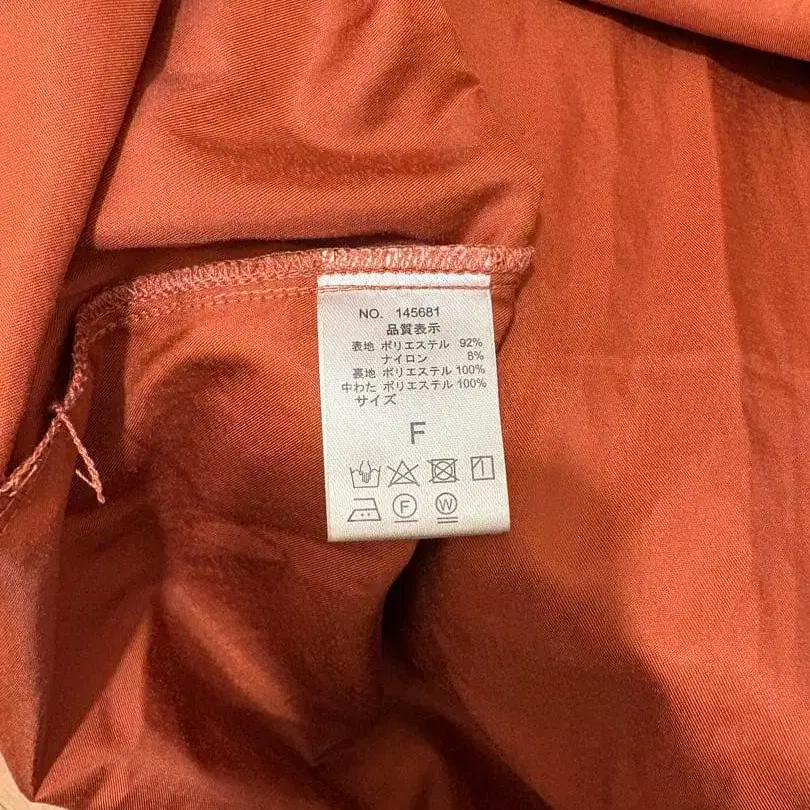 NO. 145681
品質表示
表地 ポリエステル 92%
ナイロン 8%
裏地 ポリエステル 100%
中わた ポリエステル 100%
サイズ
F
F W